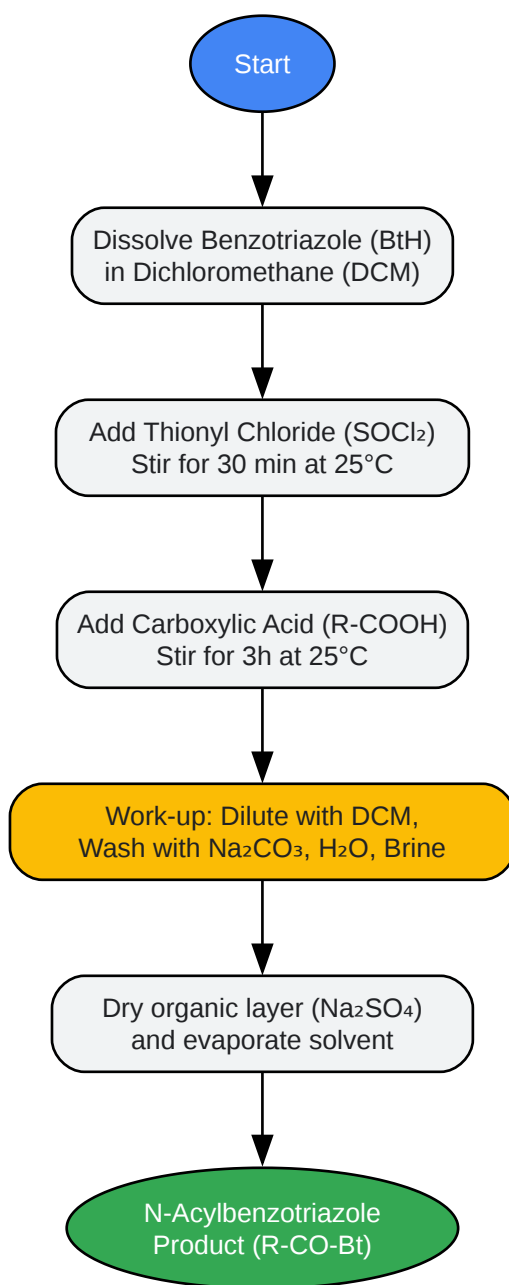 Start
Dissolve Benzotriazole (BtH)
in Dichloromethane (DCM)
Add Thionyl Chloride (SOCl₂)
Stir for 30 min at 25°C
Add Carboxylic Acid (R-COOH)
Stir for 3h at 25°C
Work-up: Dilute with DCM,
Wash with Na₂CO₃, H₂O, Brine
Dry organic layer (Na₂SO₄)
and evaporate solvent
N-Acylbenzotriazole
Product (R-CO-Bt)